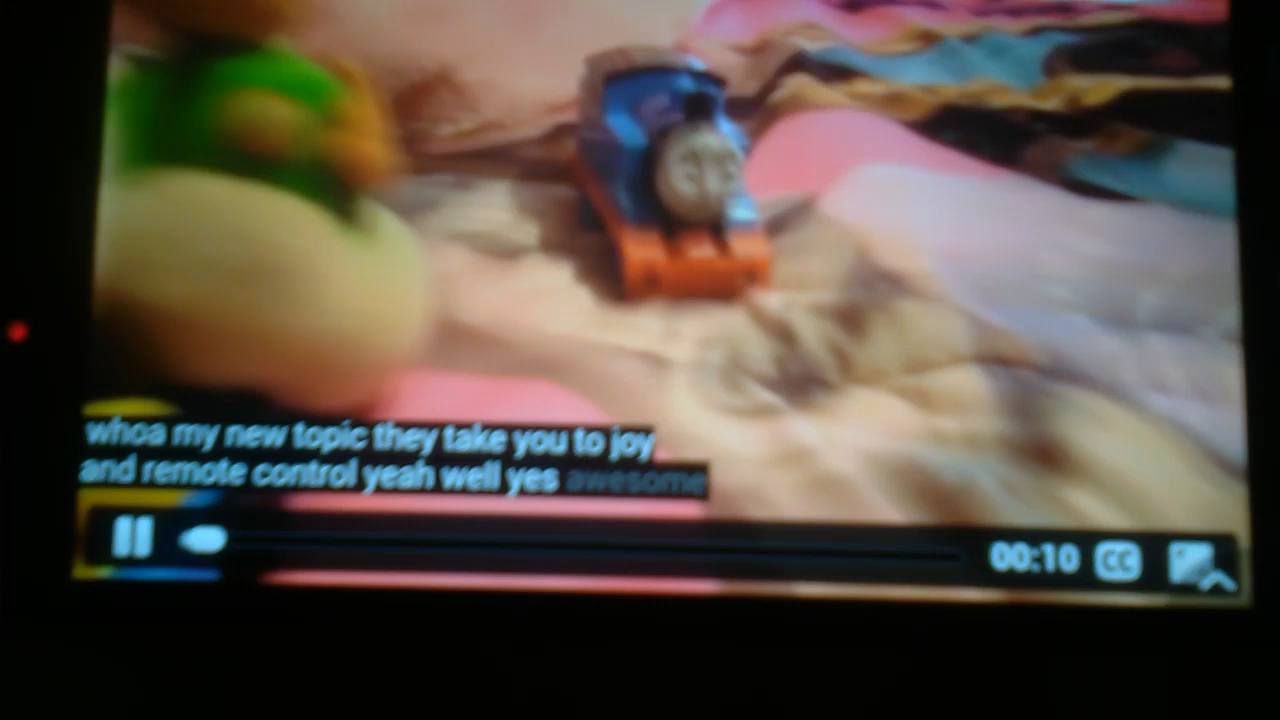 whoa my new topic they take you to joy
and remote control yeah well yes awesome
00:10 CC